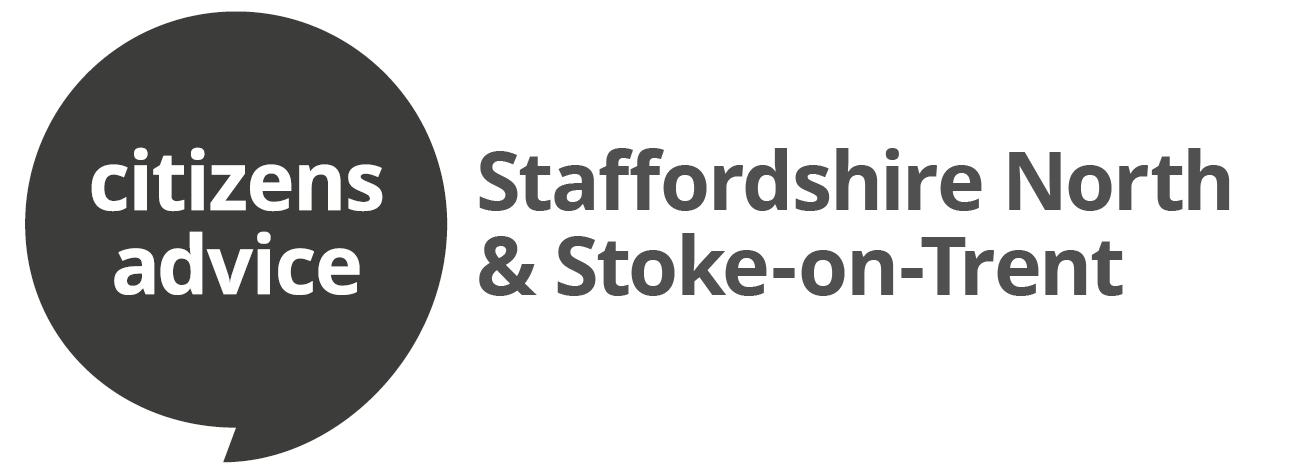 citizens
advice
Staffordshire North
& Stoke-on-Trent